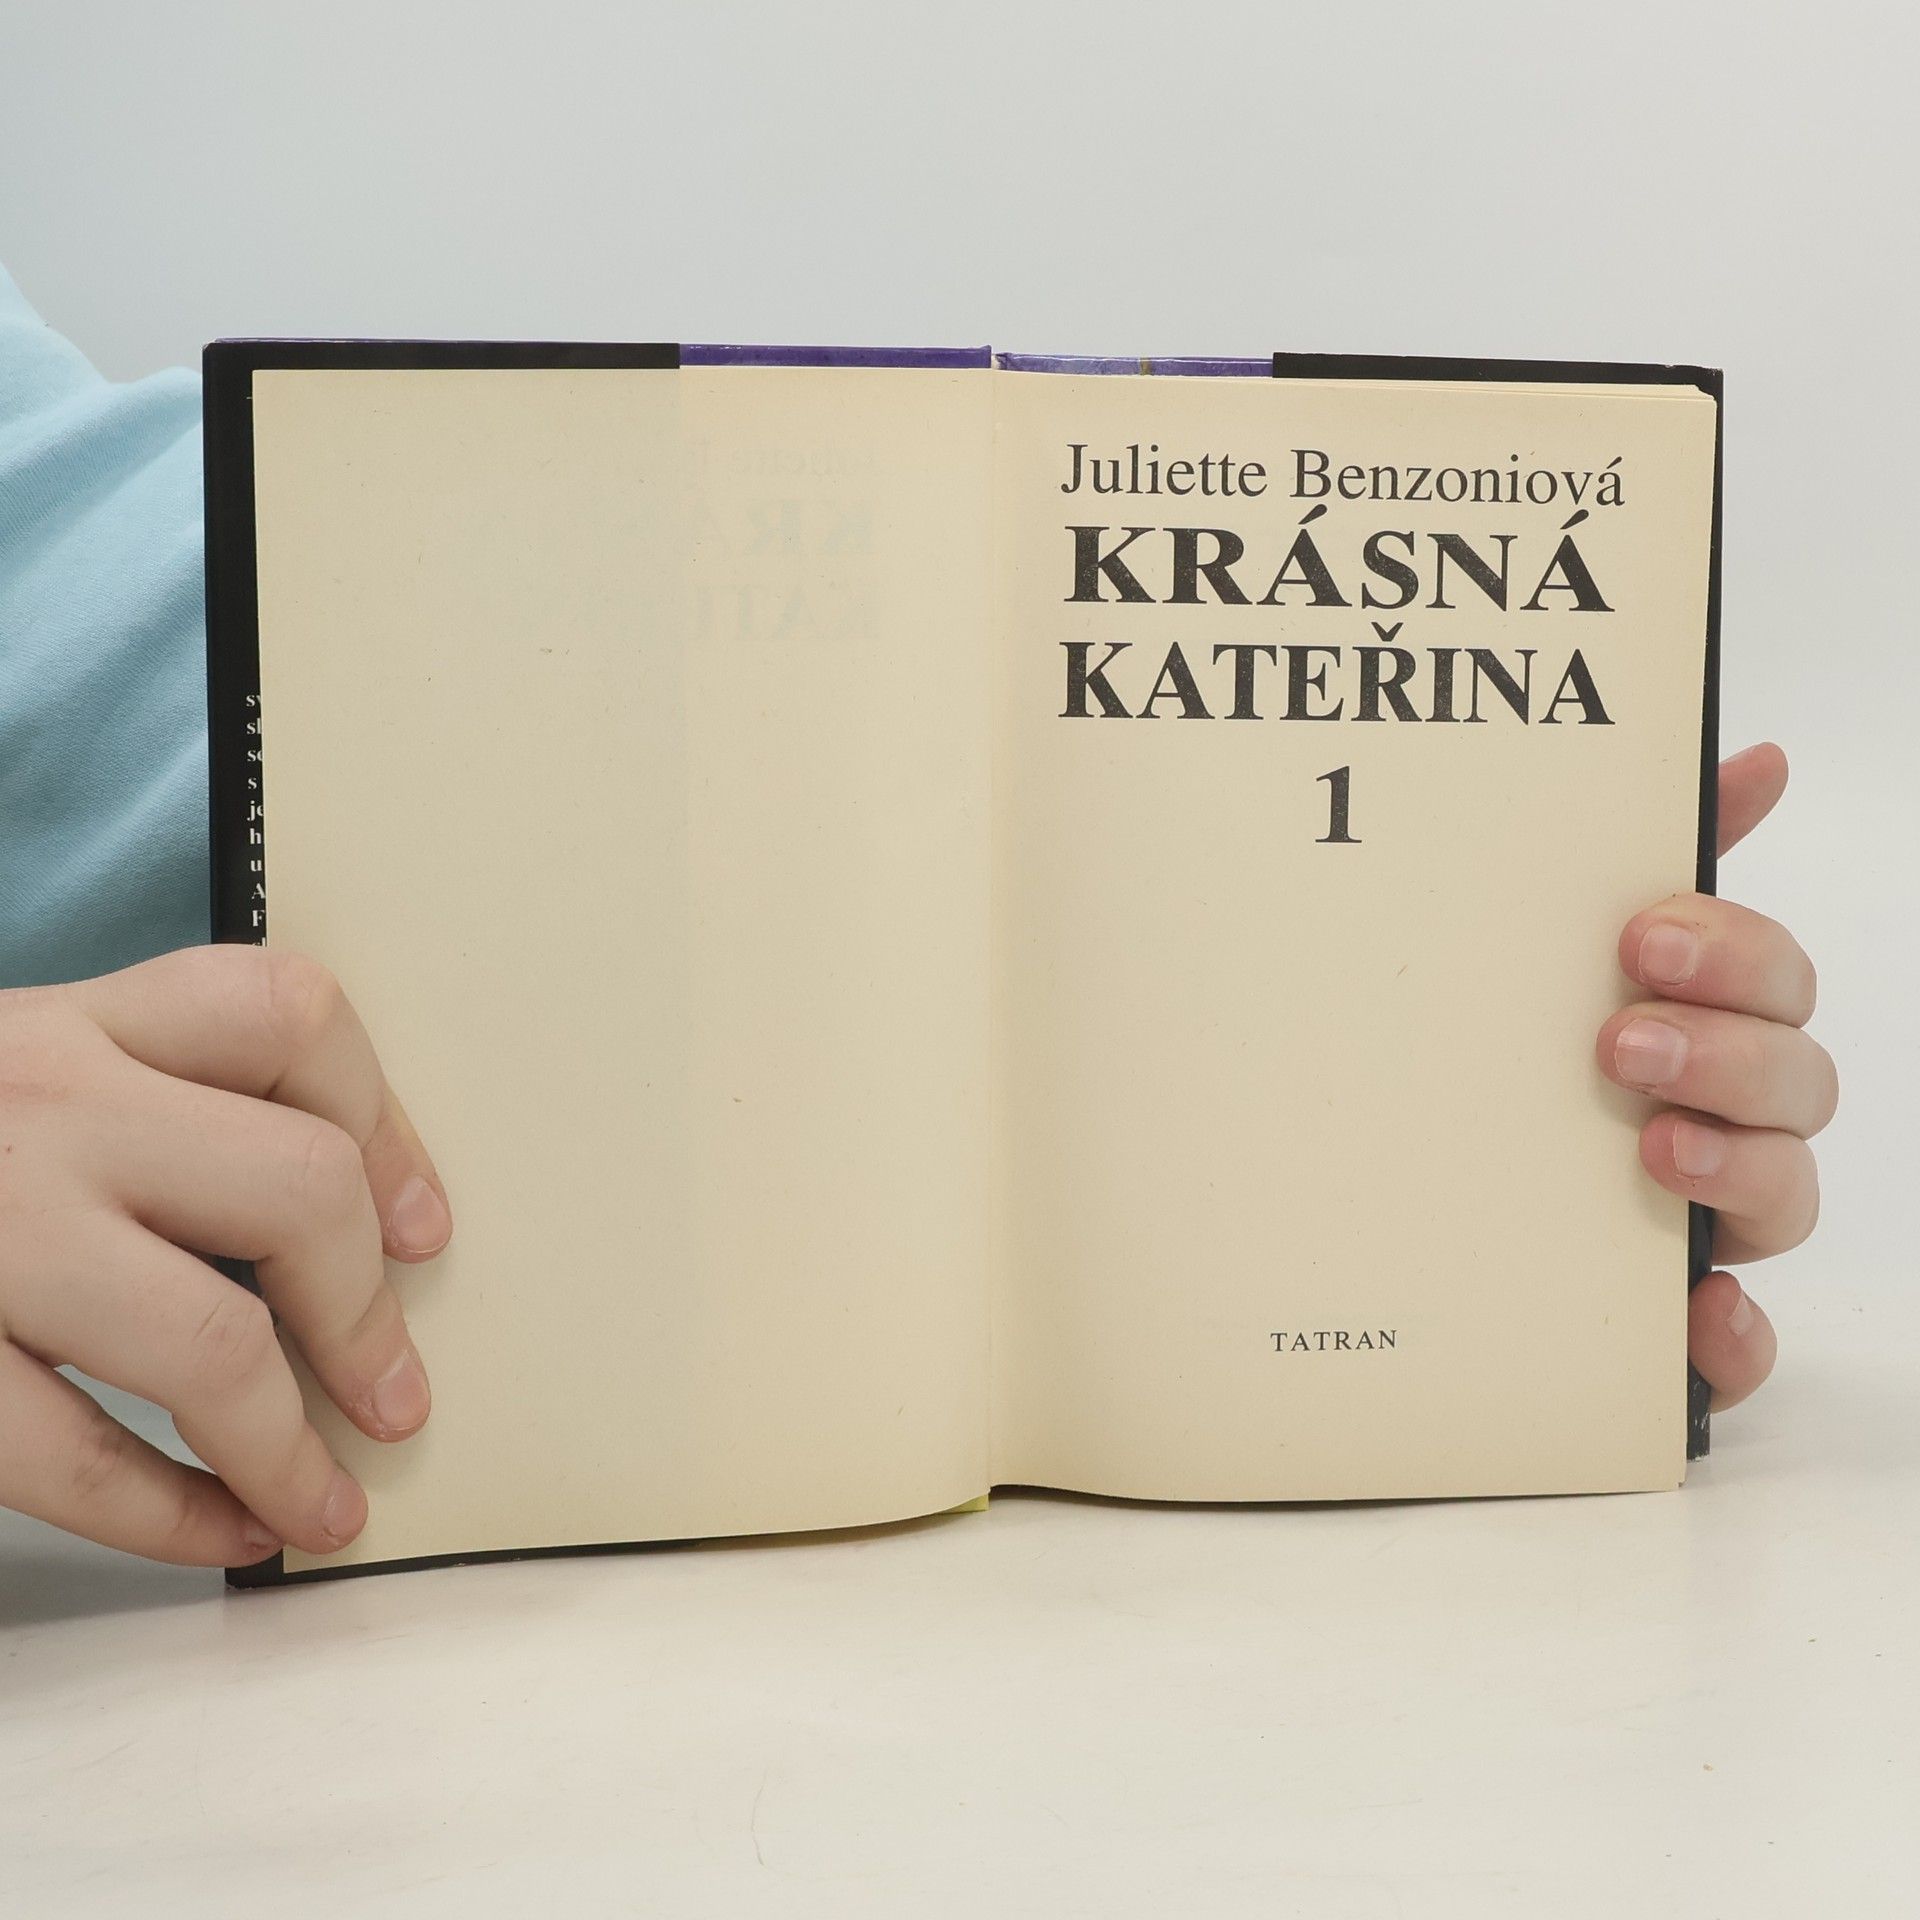 Juliette Benzoniová
KRÁSNÁ
KATEŘINA
1
TATRAN